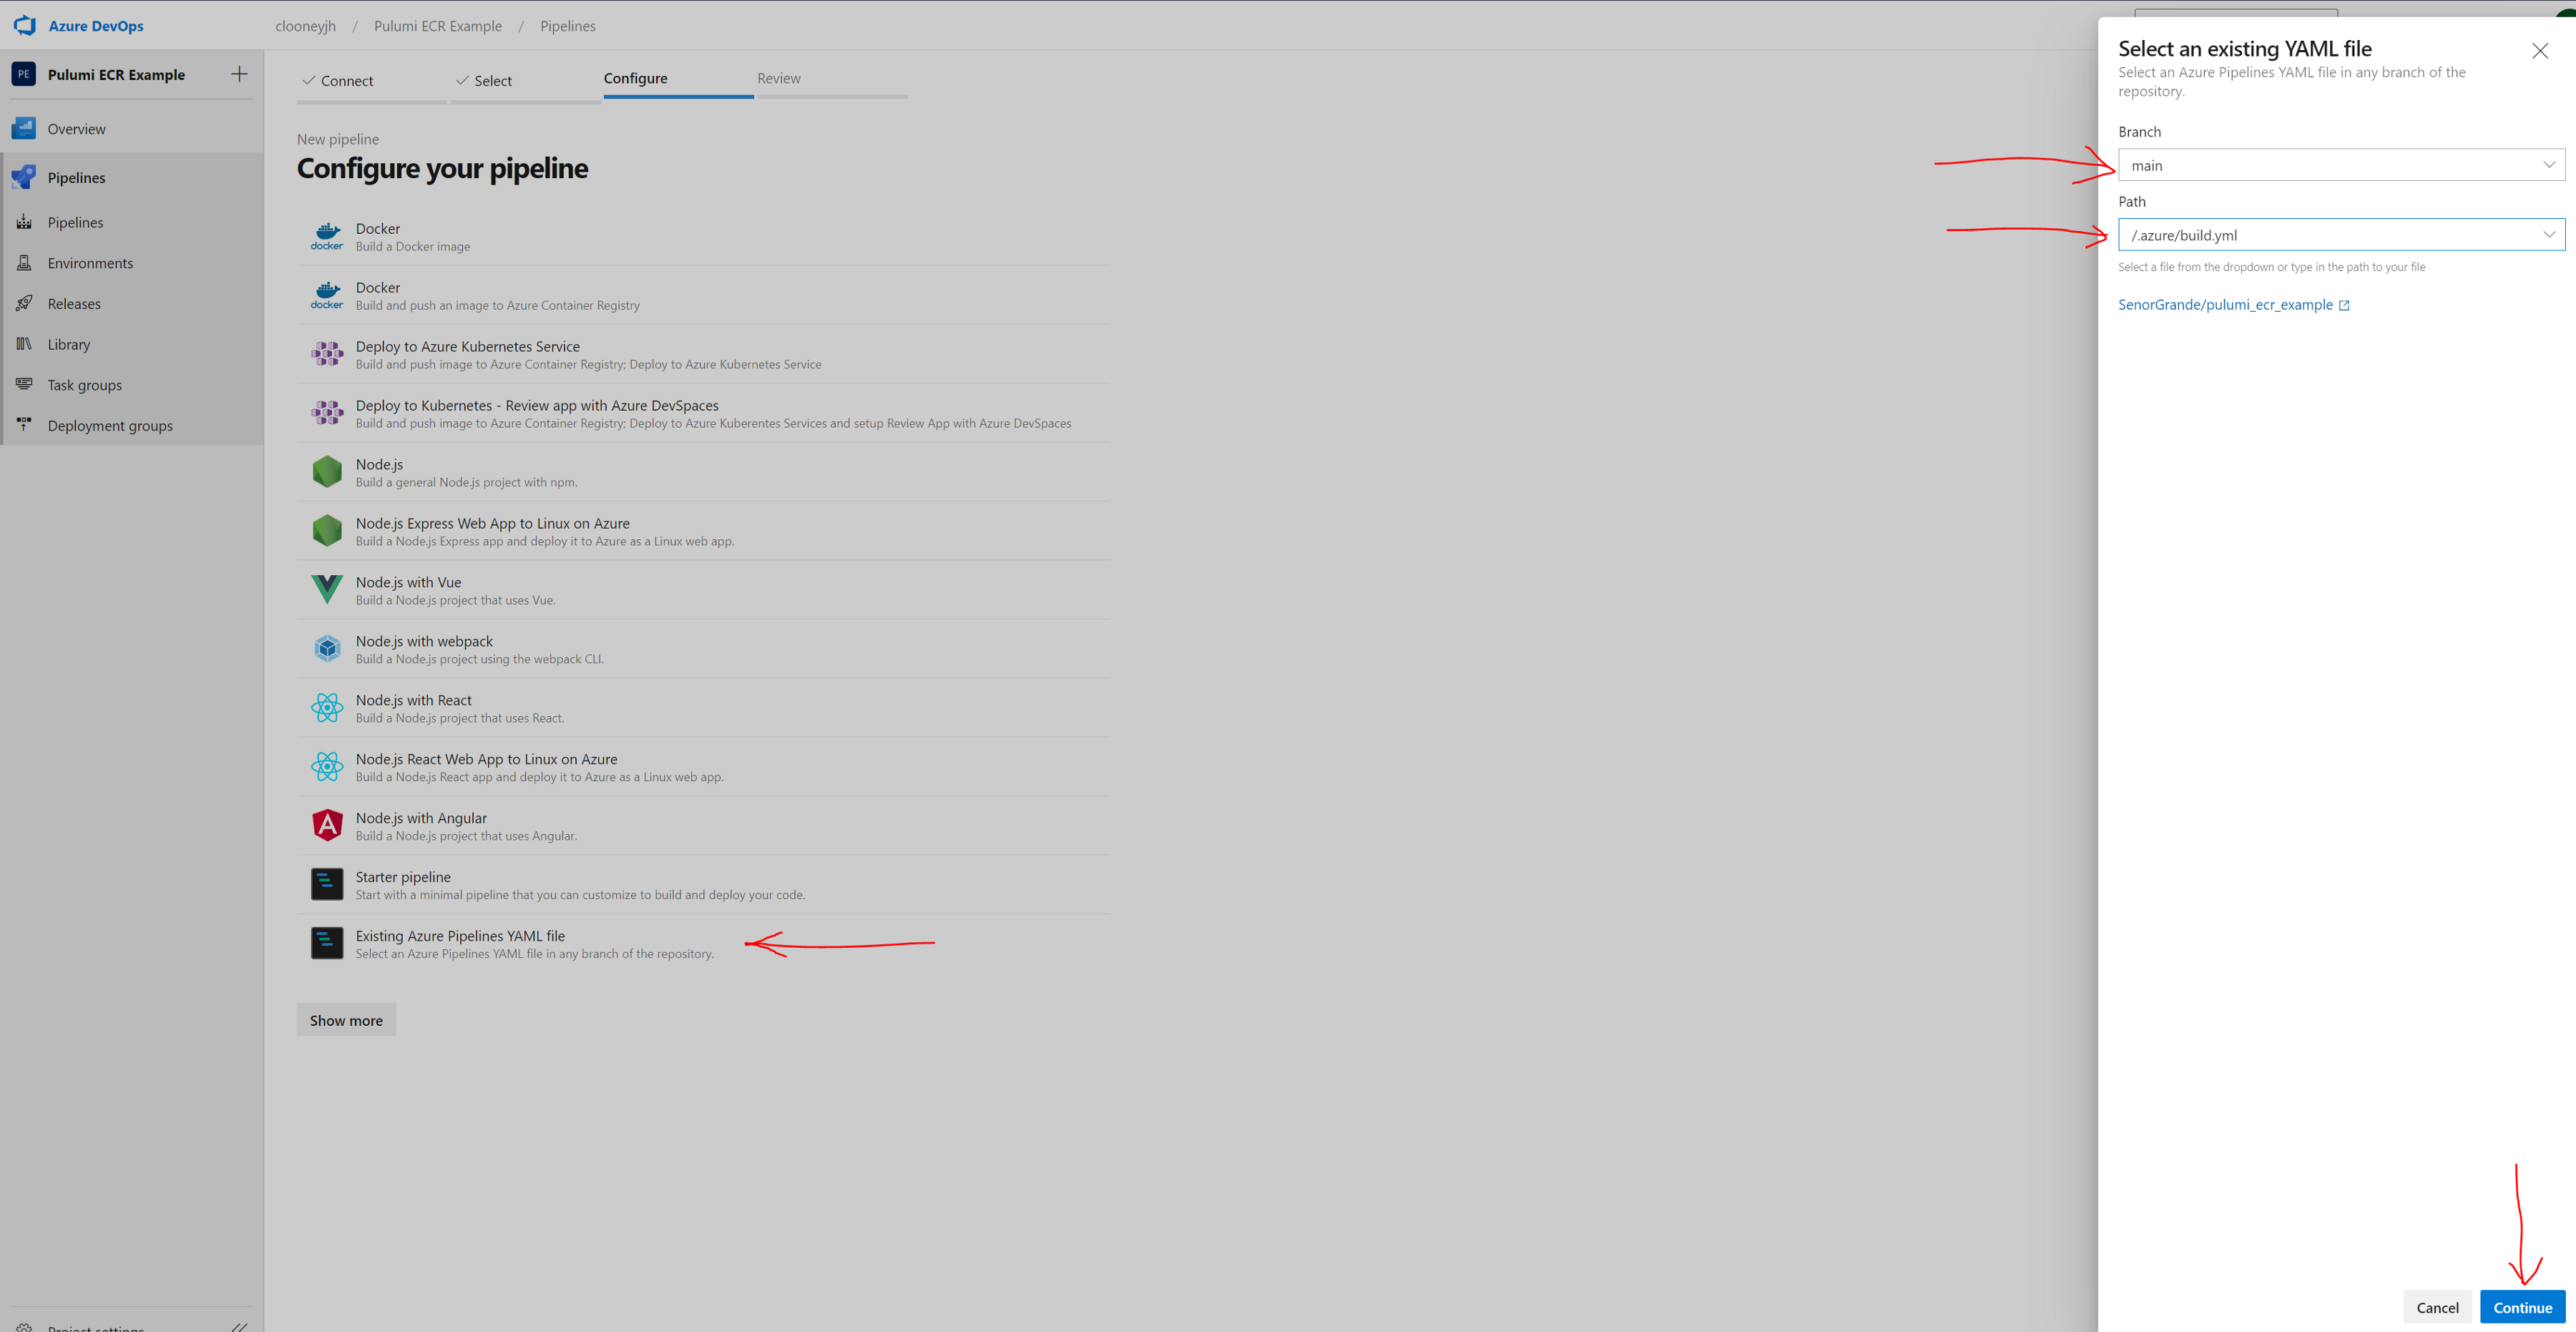 Azure DevOps
clooneyjh / Pulumi ECR Example / Pipelines
PE Pulumi ECR Example
Overview
Pipelines
Pipelines
Environments
Releases
Library
Task groups
Deployment groups
Project settings
Connect Select Configure Review
New pipeline
Configure your pipeline
docker
Docker
Build a Docker image
docker
Docker
Build and push an image to Azure Container Registry
Deploy to Azure Kubernetes Service
Build and push image to Azure Container Registry; Deploy to Azure Kubernetes Service
Deploy to Kubernetes - Review app with Azure DevSpaces
Build and push image to Azure Container Registry; Deploy to Azure Kuberentes Services and setup Review App with Azure DevSpaces
Node.js
Build a general Node.js project with npm.
Node.js Express Web App to Linux on Azure
Build a Node.js Express app and deploy it to Azure as a Linux web app.
Node.js with Vue
Build a Node.js project that uses Vue.
Node.js with webpack
Build a Node.js project using the webpack CLI.
Node.js with React
Build a Node.js project that uses React.
Node.js React Web App to Linux on Azure
Build a Node.js React app and deploy it to Azure as a Linux web app.
Node.js with Angular
Build a Node.js project that uses Angular.
Starter pipeline
Start with a minimal pipeline that you can customize to build and deploy your code.
Existing Azure Pipelines YAML file
Select an Azure Pipelines YAML file in any branch of the repository.
Show more
Select an existing YAML file
Select an Azure Pipelines YAML file in any branch of the
repository.
Branch
main
Path
/.azure/build.yml
Select a file from the dropdown or type in the path to your file
SenorGrande/pulumi_ecr_example
Cancel Continue